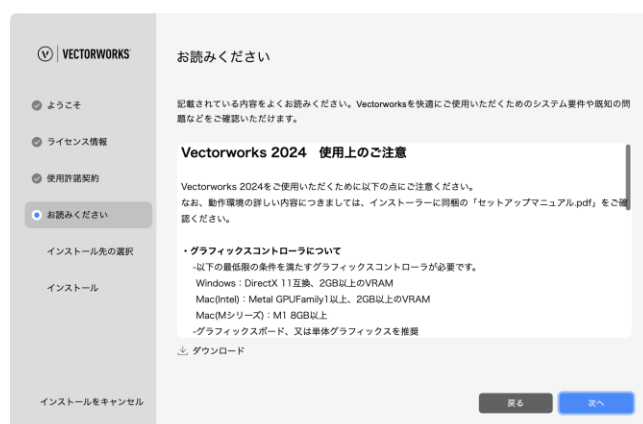 VECTORWORKS
ようこそ
ライセンス情報
使用許諾契約
お読みください
インストール先の選択
インストール
インストールをキャンセル
お読みください
記載されている内容をよくお読みください。Vectorworksを快適にご使用いただくためのシステム要件や既知の問
題などをご確認いただけます。
Vectorworks 2024　使用上のご注意
Vectorworks 2024をご使用いただくために以下の点にご注意ください。
なお、動作環境の詳しい内容につきましては、インストーラーに同梱の「セットアップマニュアル.pdf」をご確
認ください。
・グラフィックスコントローラについて
-以下の最低限の条件を満たすグラフィックスコントローラが必要です。
Windows：DirectX 11互換、2GB以上のVRAM
Mac(Intel)：Metal GPUFamily1以上、2GB以上のVRAM
Mac(Mシリーズ)：M1 8GB以上
-グラフィックスボード、又は単体グラフィックスを推奨
ダウンロード
戻る
次へ